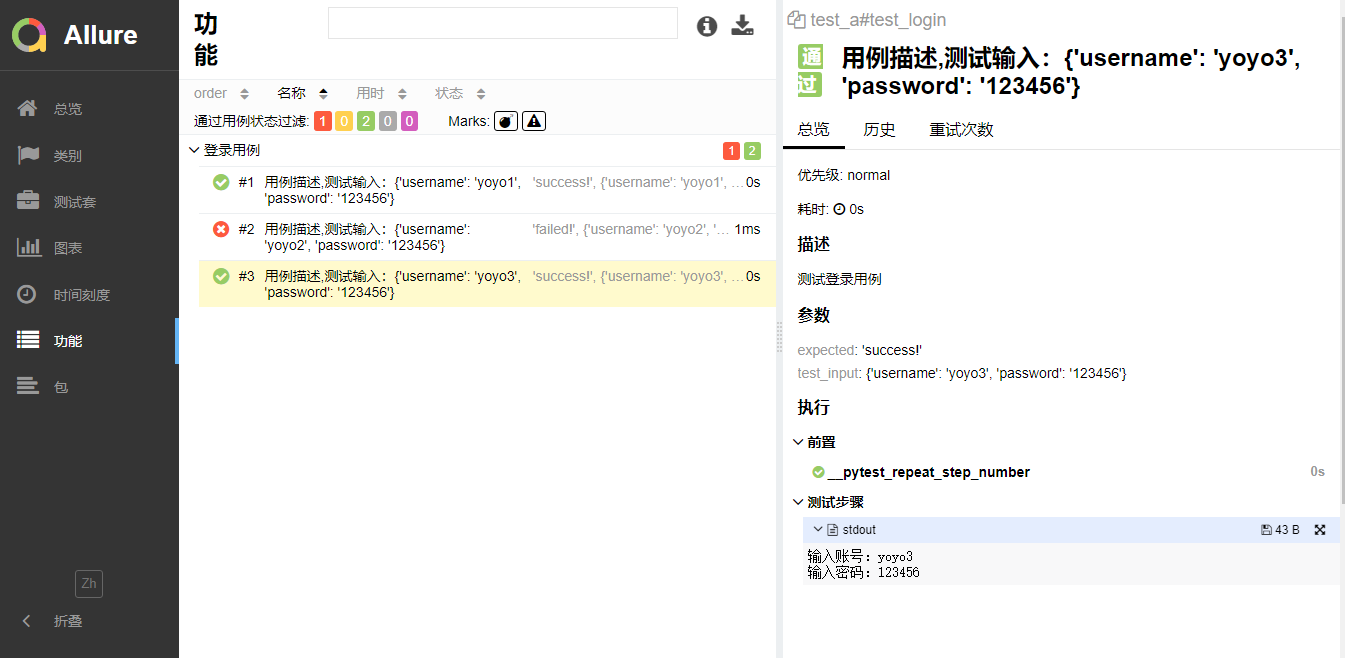 Allure
总览
类别
测试套
图表
时间刻度
功能
包
Zh
折叠
功
能
order 名称 用时 状态
通过用例状态过滤: 1 0 2 0 0 Marks:
登录用例 1 2
#1 用例描述,测试输入：{'username': 'yoyo1', 'success!', {'username': 'yoyo1', ... 0s
'password': '123456'}
#2 用例描述,测试输入：{'username': 'failed!', {'username': 'yoyo2', '... 1ms
'yoyo2', 'password': '123456'}
#3 用例描述,测试输入：{'username': 'yoyo3', 'success!', {'username': 'yoyo3', ... 0s
'password': '123456'}
test_a#test_login
通过 用例描述,测试输入：{'username': 'yoyo3',
'password': '123456'}
总览 历史 重试次数
优先级: normal
耗时: 0s
描述
测试登录用例
参数
expected: 'success!'
test_input: {'username': 'yoyo3', 'password': '123456'}
执行
前置
__pytest_repeat_step_number 0s
测试步骤
stdout 43 B
输入账号：yoyo3
输入密码：123456